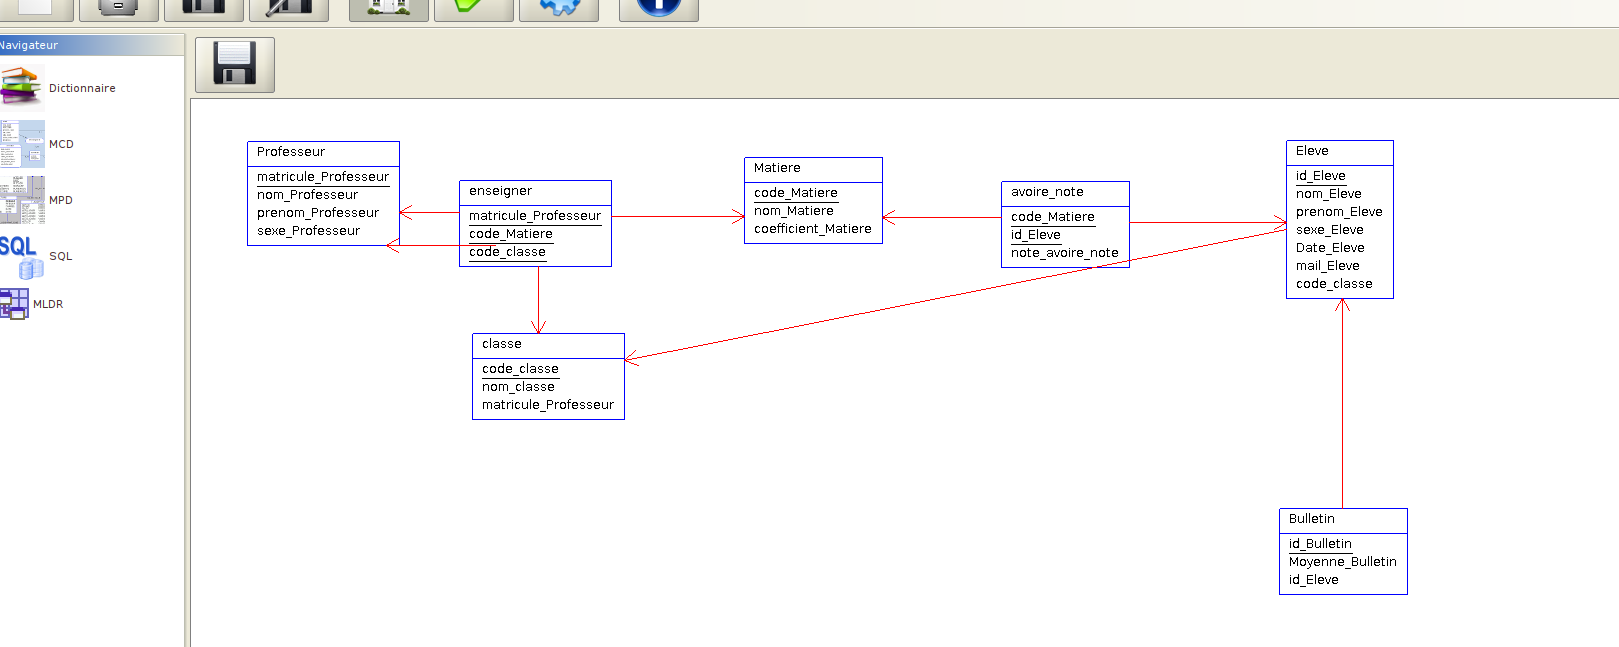 Navigateur
Dictionnaire
MCD
MPD
SQL
SQL
MLDR
Professeur
matricule_Professeur
nom_Professeur
prenom_Professeur
sexe_Professeur
enseigner
matricule_Professeur
code_Matiere
code_classe
Matiere
code_Matiere
nom_Matiere
coefficient_Matiere
avoire_note
code_Matiere
id_Eleve
note_avoire_note
Eleve
id_Eleve
nom_Eleve
prenom_Eleve
sexe_Eleve
Date_Eleve
mail_Eleve
code_classe
classe
code_classe
nom_classe
matricule_Professeur
Bulletin
id_Bulletin
Moyenne_Bulletin
id_Eleve